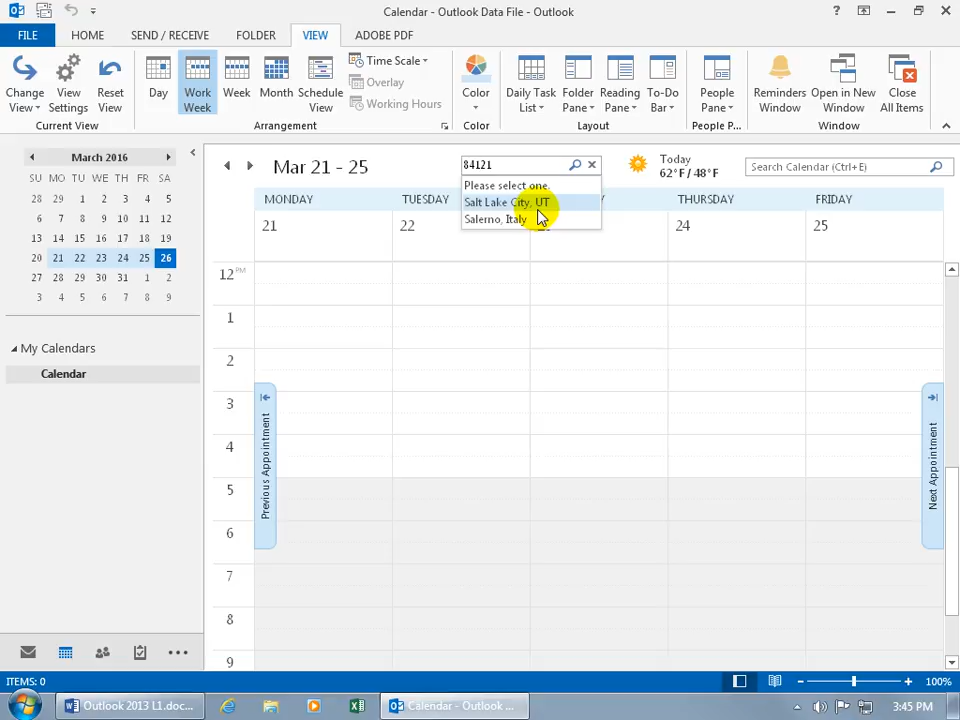 Calendar - Outlook Data File - Outlook
?
FILE HOME SEND / RECEIVE FOLDER VIEW ADOBE PDF
Change View
View Settings
Reset View
Current View
Day
Work Week
Week
Month
Schedule View
Time Scale
Overlay
Working Hours
Arrangement
Color
Color
Daily Task List
Folder Pane
Reading Pane
To-Do Bar
Layout
People Pane
People P...
Reminders Window
Open in New Window
Close All Items
Window
March 2016
SU MO TU WE TH FR SA
28 29 1 2 3 4 5
6 7 8 9 10 11 12
13 14 15 16 17 18 19
20 21 22 23 24 25 26
27 28 29 30 31 1 2
3 4 5 6 7 8 9
My Calendars
Calendar
Mar 21 - 25
84121
Please select one.
Salt Lake City, UT
Salerno, Italy
Today
62°F / 48°F
Search Calendar (Ctrl+E)
MONDAY TUESDAY THURSDAY FRIDAY
21 22 24 25
12 PM
1
2
3
4
5
6
7
8
9
Previous Appointment
Next Appointment
ITEMS: 0
100%
Outlook 2013 L1.doc...
Calendar - Outlook ...
3:45 PM